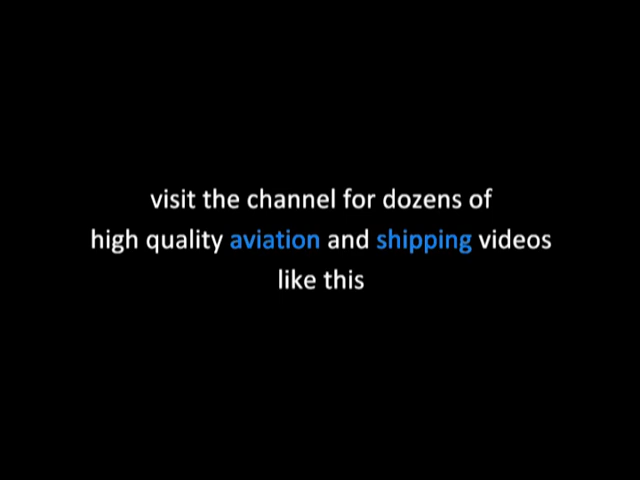 visit the channel for dozens of
high quality aviation and shipping videos
like this